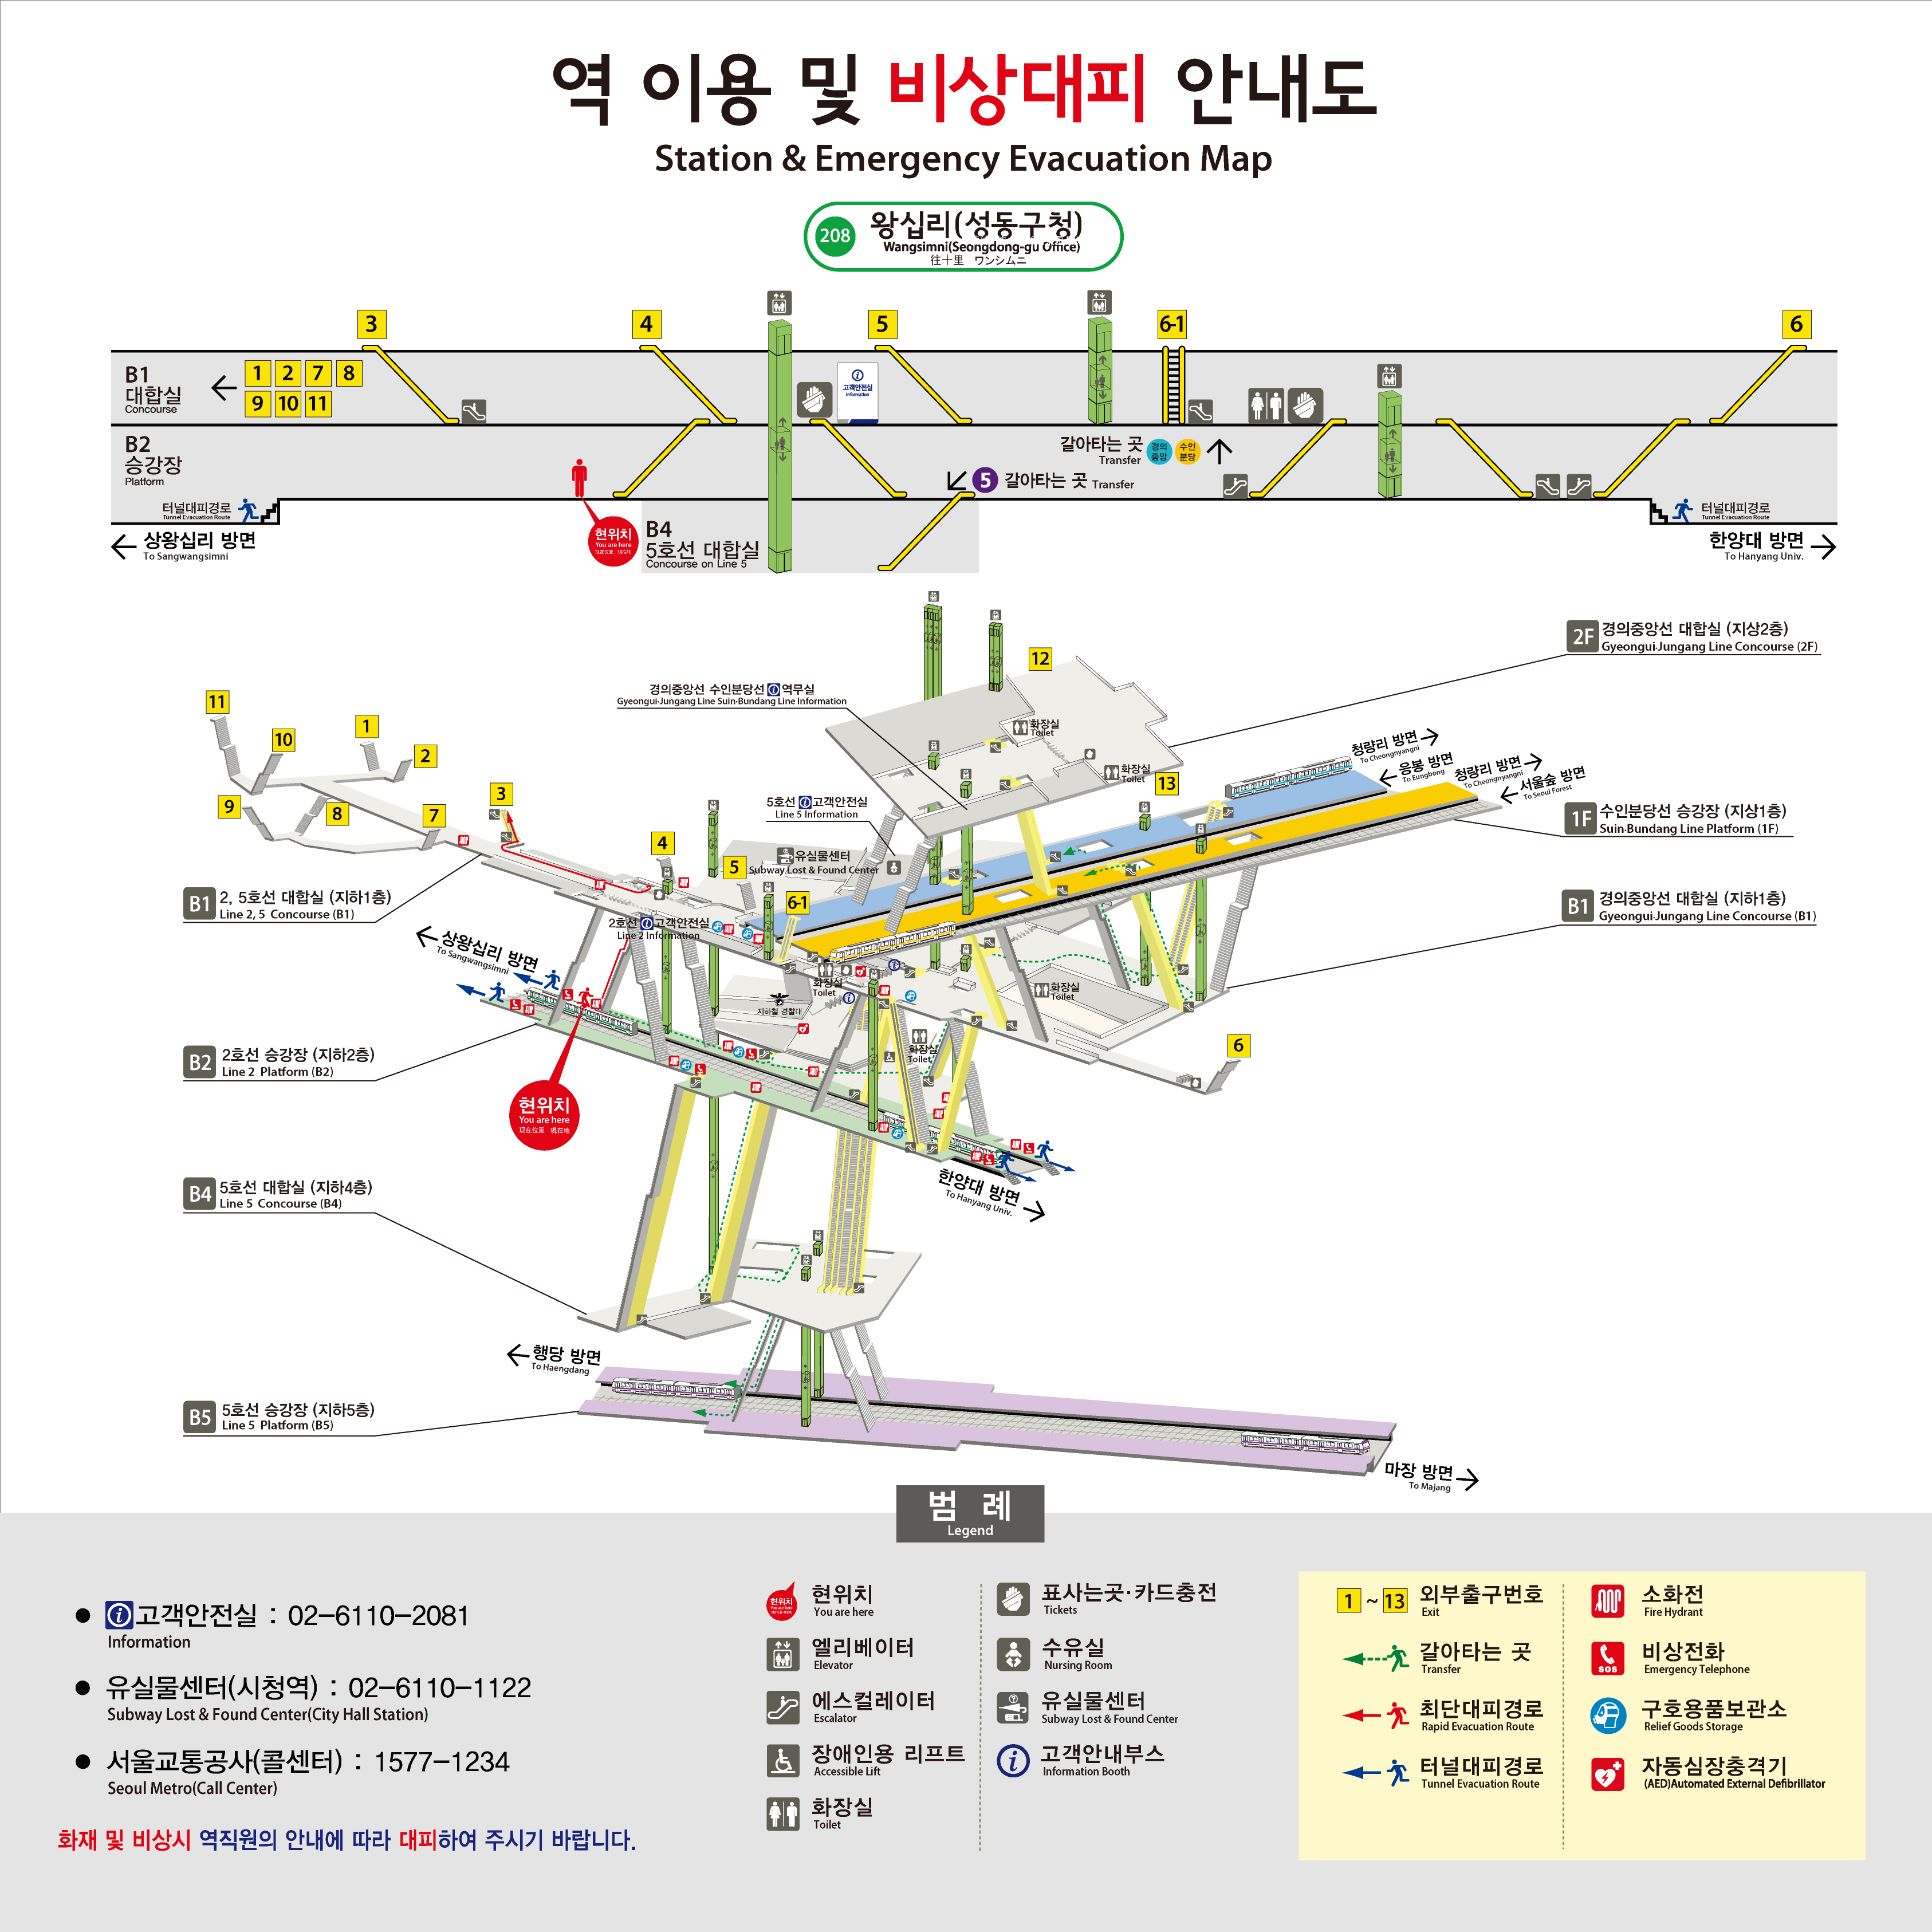 역 이용 및 비상대피 안내도
Station & Emergency Evacuation Map
208
왕십리(성동구청)
Wangsimni(Seongdong-gu Office)
往十里 ワンシムニ
3
4
5
6-1
6
B1
대합실
Concourse
1 2 7 8
9 10 11
고객안전실
Information
B2
승강장
Platform
갈아타는 곳
Transfer
경의
중앙
수인
분당
5 갈아타는 곳 Transfer
터널대피경로
Tunnel Evacuation Route
터널대피경로
Tunnel Evacuation Route
상왕십리 방면
To Sangwangsimni
현위치
You are here
现在位置 現在地
B4
5호선 대합실
Concourse on Line 5
한양대 방면
To Hanyang Univ.
2F 경의중앙선 대합실 (지상2층)
Gyeongui·Jungang Line Concourse (2F)
12
경의중앙선 수인분당선 역무실
Gyeongui·Jungang Line Suin·Bundang Line Information
화장실
Toilet
화장실
Toilet
13
11
10
1
2
9
8
7
3
4
5
6-1
청량리 방면
To Cheongnyangni
응봉 방면
To Eungbong
청량리 방면
To Cheongnyangni
서울숲 방면
To Seoul Forest
5호선 고객안전실
Line 5 Information
1F 수인분당선 승강장 (지상1층)
Suin·Bundang Line Platform (1F)
유실물센터
Subway Lost & Found Center
B1 2, 5호선 대합실 (지하1층)
Line 2, 5 Concourse (B1)
B1 경의중앙선 대합실 (지하1층)
Gyeongui·Jungang Line Concourse (B1)
2호선 고객안전실
Line 2 Information
상왕십리 방면
To Sangwangsimni
화장실
Toilet
지하철 경찰대
화장실
Toilet
화장실
Toilet
6
B2 2호선 승강장 (지하2층)
Line 2 Platform (B2)
현위치
You are here
现在位置 現在地
한양대 방면
To Hanyang Univ.
B4 5호선 대합실 (지하4층)
Line 5 Concourse (B4)
행당 방면
To Haengdang
B5 5호선 승강장 (지하5층)
Line 5 Platform (B5)
마장 방면
To Majang
범 례
Legend
● 고객안전실 : 02-6110-2081
Information
● 유실물센터(시청역) : 02-6110-1122
Subway Lost & Found Center(City Hall Station)
● 서울교통공사(콜센터) : 1577-1234
Seoul Metro(Call Center)
화재 및 비상시 역직원의 안내에 따라 대피하여 주시기 바랍니다.
현위치
You are here
엘리베이터
Elevator
에스컬레이터
Escalator
장애인용 리프트
Accessible Lift
화장실
Toilet
표사는곳·카드충전
Tickets
수유실
Nursing Room
유실물센터
Subway Lost & Found Center
고객안내부스
Information Booth
1 ~ 13 외부출구번호
Exit
갈아타는 곳
Transfer
최단대피경로
Rapid Evacuation Route
터널대피경로
Tunnel Evacuation Route
소화전
Fire Hydrant
SOS
비상전화
Emergency Telephone
구호용품보관소
Relief Goods Storage
자동심장충격기
(AED)Automated External Defibrillator